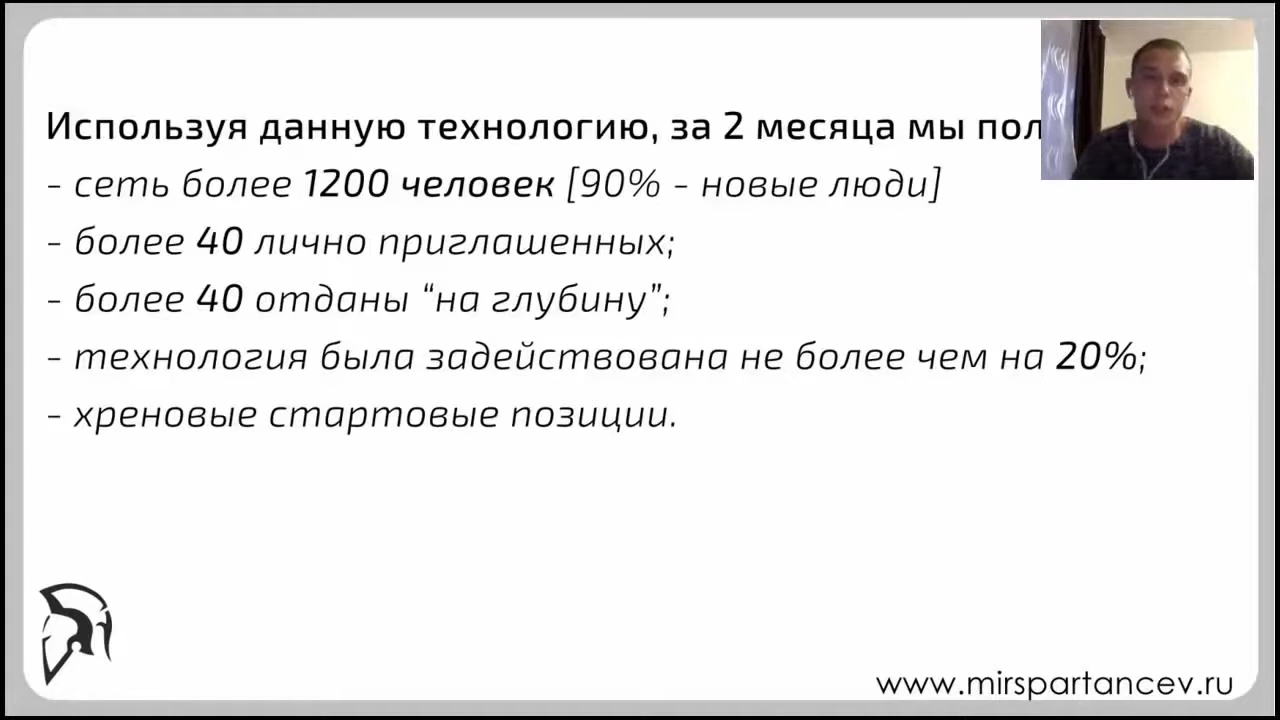 Используя данную технологию, за 2 месяца мы
- сеть более 1200 человек [90% - новые люди]
- более 40 лично приглашенных;
- более 40 отданы “на глубину”;
- технология была задействована не более чем на 20%;
- хреновые стартовые позиции.
www.mirspartancev.ru